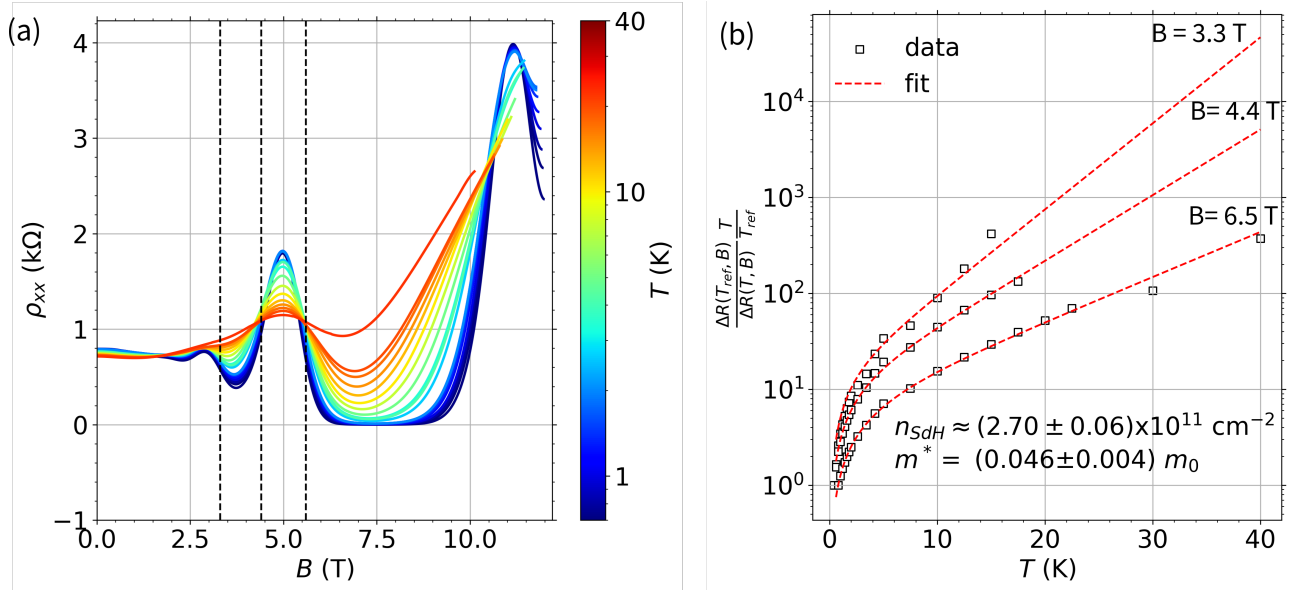 (a)
ρxx (kΩ)
4
3
2
1
0
−1
0.0 2.5 5.0 7.5 10.0
B (T)
40
10
1
T (K)
(b)
data
fit
B = 3.3 T
B= 4.4 T
B= 6.5 T
ΔR(Tref, B) T
ΔR(T, B) Tref
10⁴
10³
10²
10¹
10⁰
nSdH ≈ (2.70 ± 0.06)x10¹¹ cm⁻²
m* = (0.046±0.004) m₀
0 10 20 30 40
T (K)